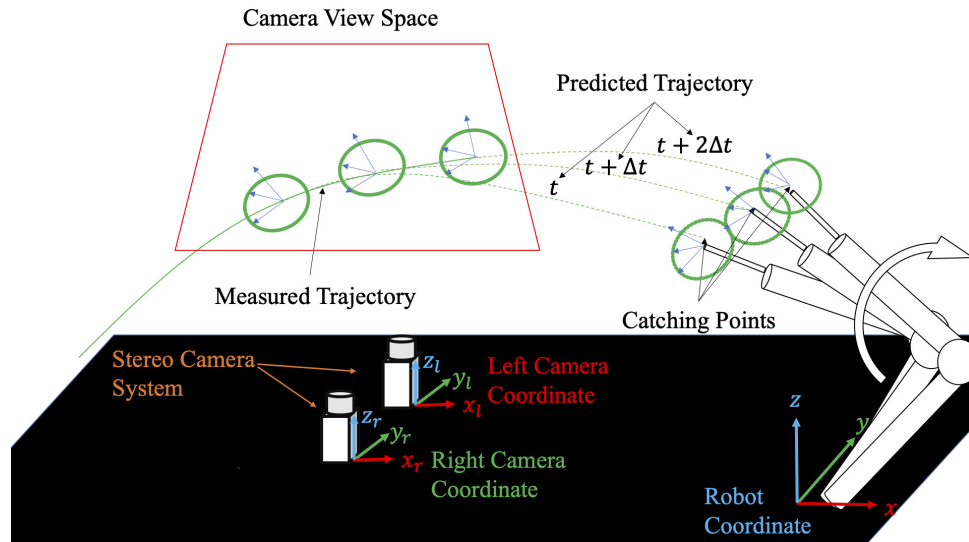 Camera View Space
Predicted Trajectory
t + 2Δt
t + Δt
t
Measured Trajectory
Catching Points
Stereo Camera
System
z_l
y_l
x_l
Left Camera
Coordinate
z_r
y_r
x_r
Right Camera
Coordinate
z
y
x
Robot
Coordinate